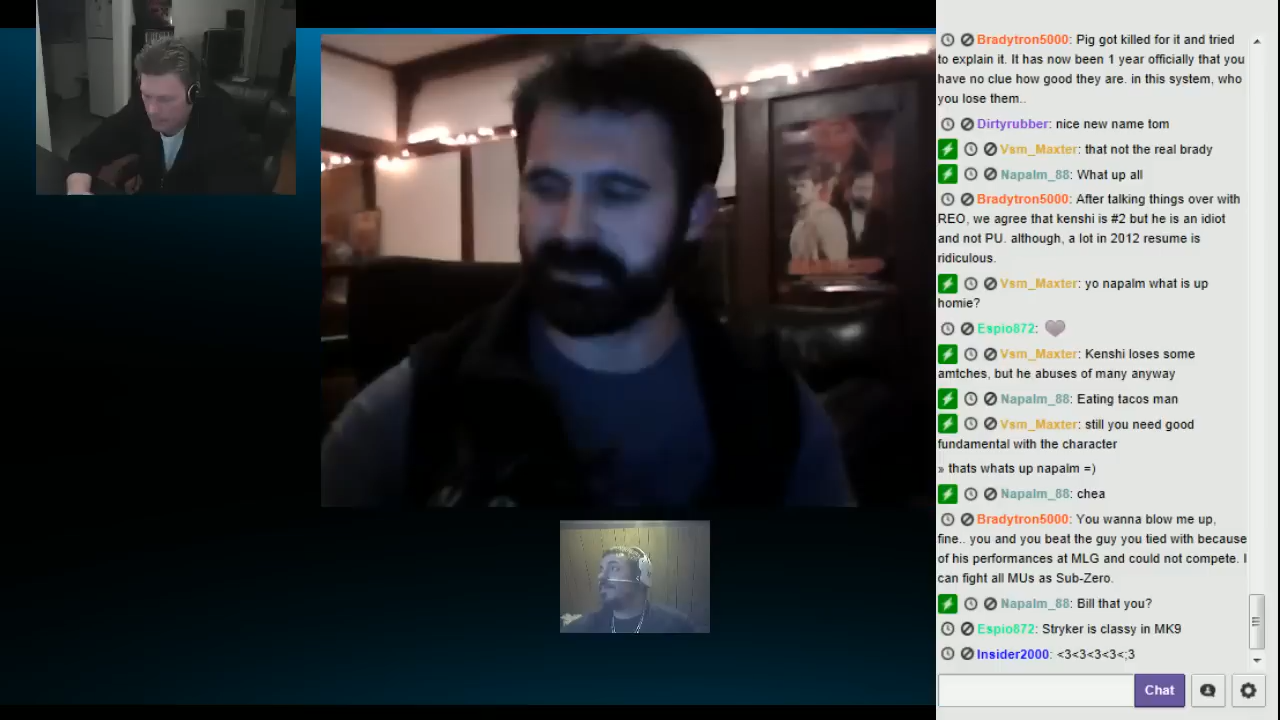 Bradytron5000: Pig got killed for it and tried
to explain it. It has now been 1 year officially that you
have no clue how good they are. in this system, who
you lose them..
Dirtyrubber: nice new name tom
Vsm_Maxter: that not the real brady
Napalm_88: What up all
Bradytron5000: After talking things over with
REO, we agree that kenshi is #2 but he is an idiot
and not PU. although, a lot in 2012 resume is
ridiculous.
Vsm_Maxter: yo napalm what is up
homie?
Espio872:
Vsm_Maxter: Kenshi loses some
amtches, but he abuses of many anyway
Napalm_88: Eating tacos man
Vsm_Maxter: still you need good
fundamental with the character
» thats whats up napalm =)
Napalm_88: chea
Bradytron5000: You wanna blow me up,
fine.. you and you beat the guy you tied with because
of his performances at MLG and could not compete. I
can fight all MUs as Sub-Zero.
Napalm_88: Bill that you?
Espio872: Stryker is classy in MK9
Insider2000: <3<3<3<3<;3
Chat